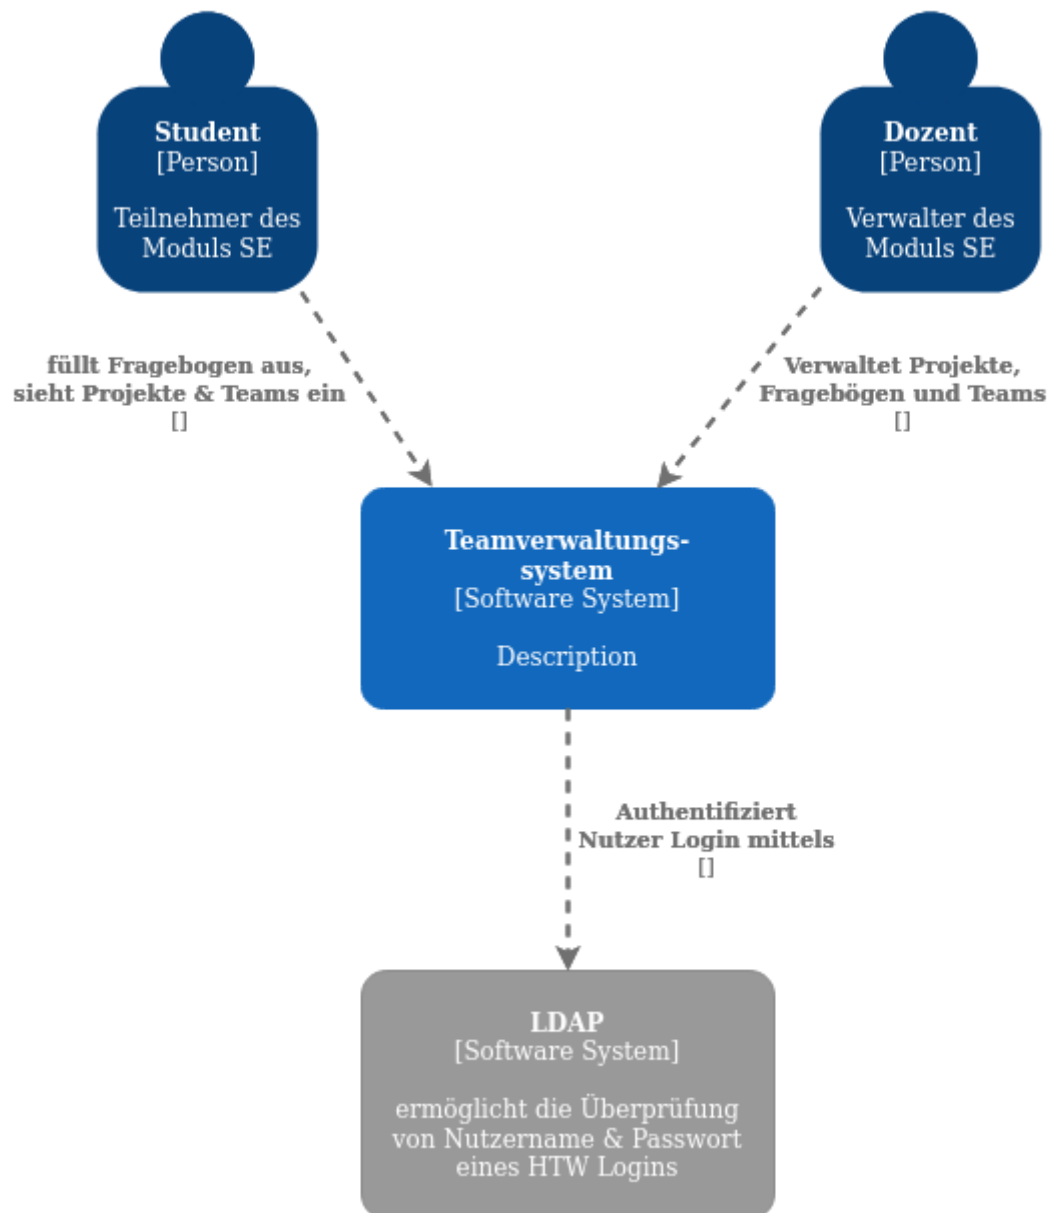 Student
[Person]
Teilnehmer des
Moduls SE
Dozent
[Person]
Verwalter des
Moduls SE
füllt Fragebogen aus,
sieht Projekte & Teams ein
[]
Verwaltet Projekte,
Fragebögen und Teams
[]
Teamverwaltungs-
system
[Software System]
Description
Authentifiziert
Nutzer Login mittels
[]
LDAP
[Software System]
ermöglicht die Überprüfung
von Nutzername & Passwort
eines HTW Logins